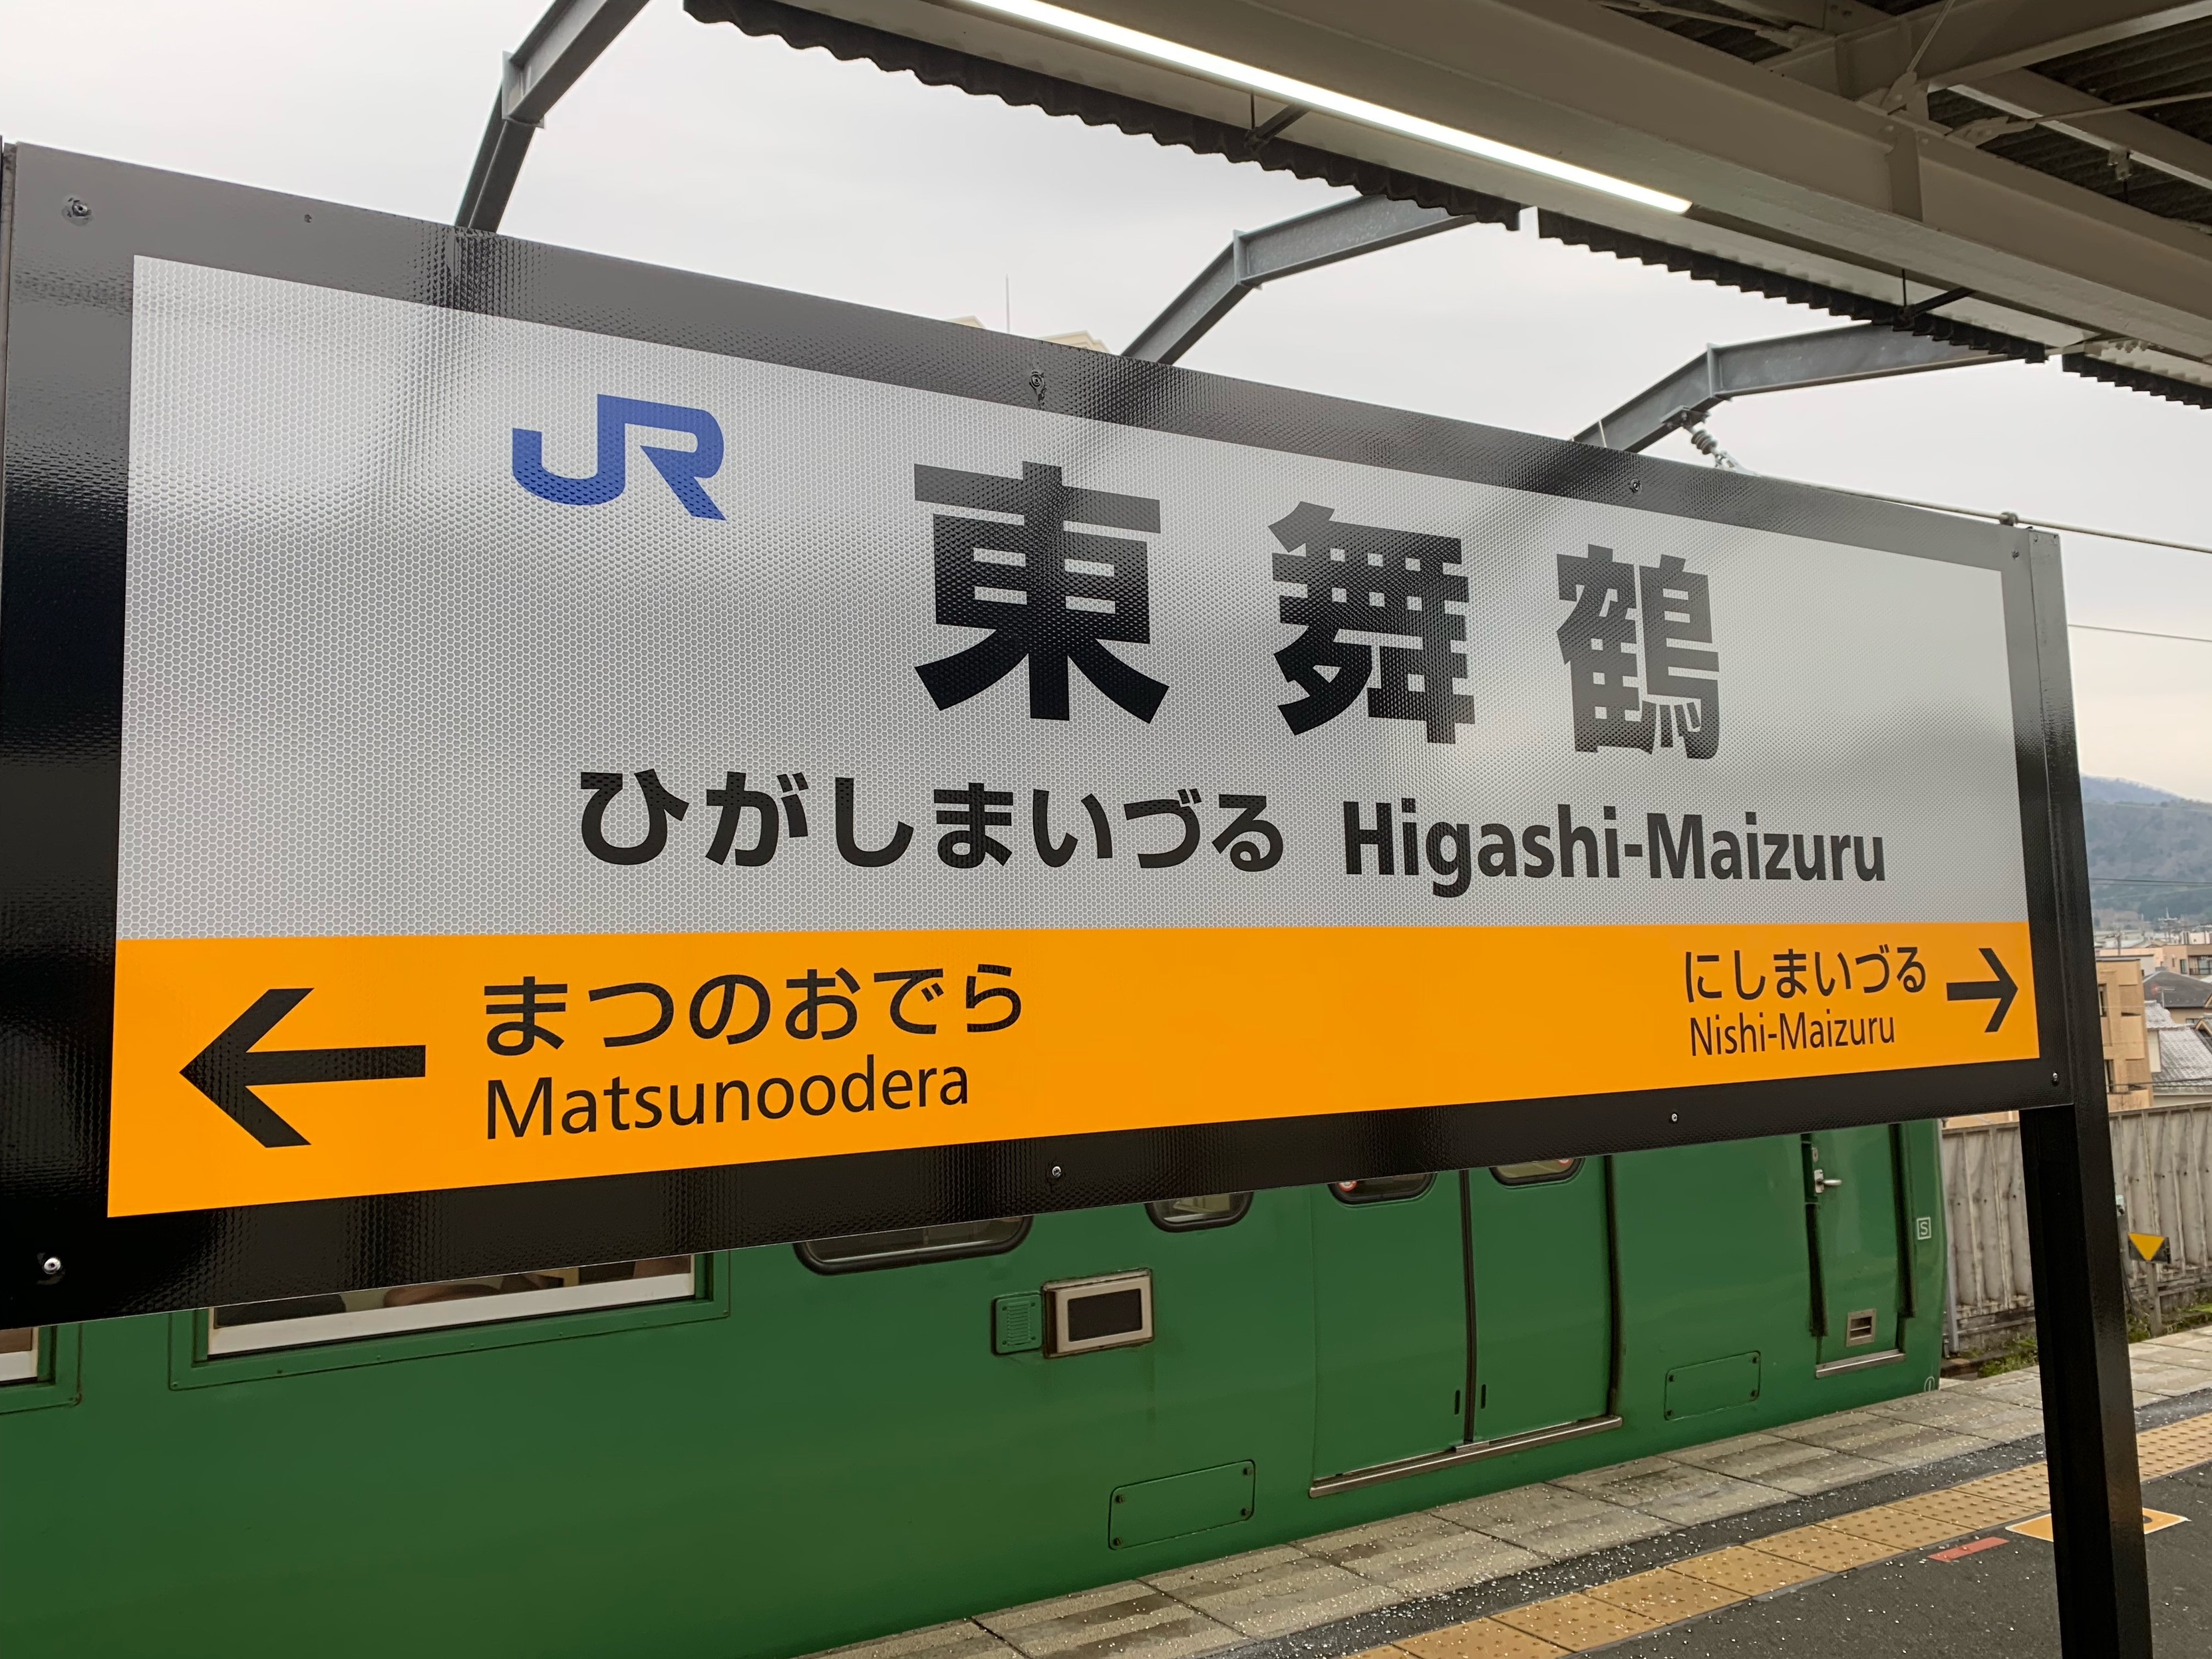 JR
東舞鶴
ひがしまいづる Higashi-Maizuru
← まつのおでら
Matsunoodera
にしまいづる →
Nishi-Maizuru
S